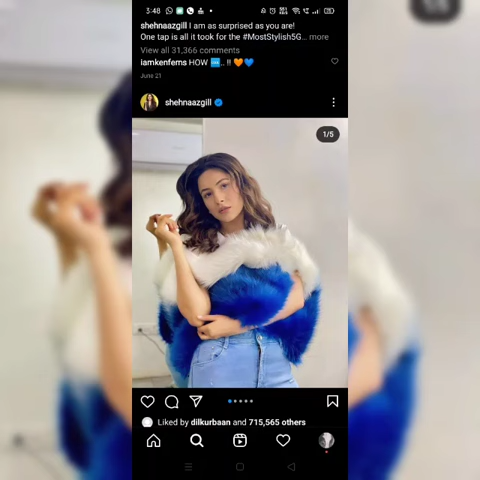 3:48
shehnaazgill I am as surprised as you are!
One tap is all it took for the #MostStylish5G... more
View all 31,366 comments
iamkenferns HOW 🆒.. !! 🧡💙
June 21
shehnaazgill
1/5
Liked by dilkurbaan and 715,565 others